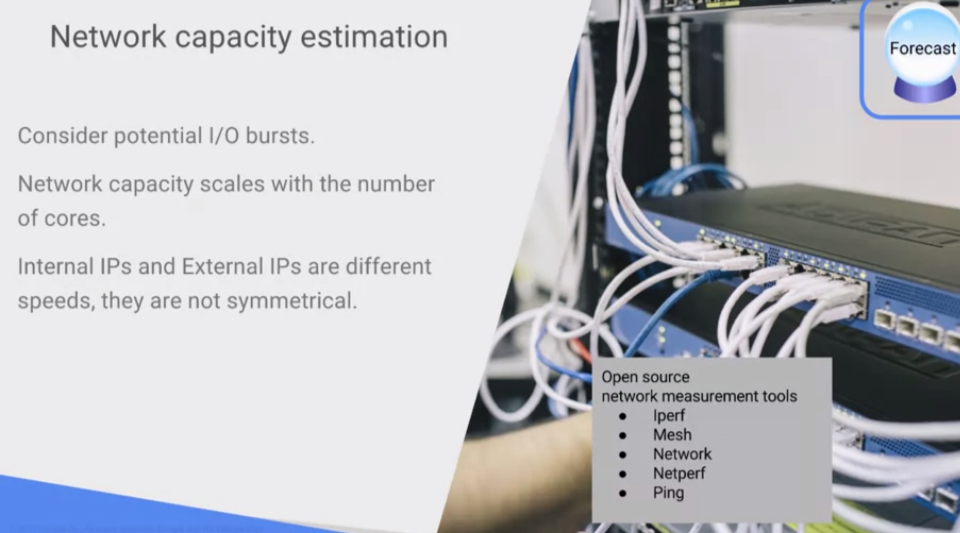 Network capacity estimation
Forecast
Consider potential I/O bursts.
Network capacity scales with the number
of cores.
Internal IPs and External IPs are different
speeds, they are not symmetrical.
Open source
network measurement tools
● Iperf
● Mesh
● Network
● Netperf
● Ping